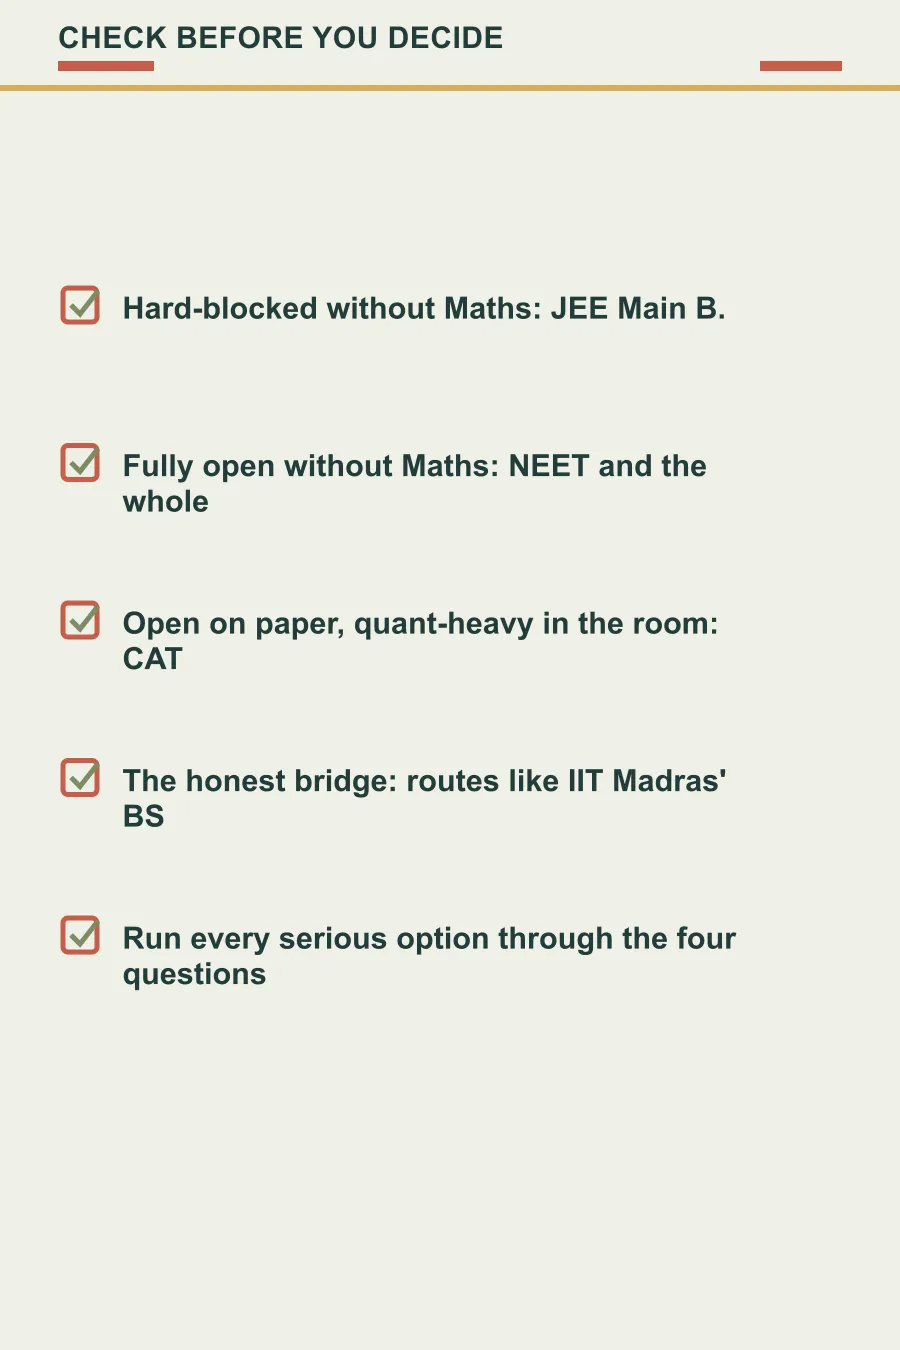 CHECK BEFORE YOU DECIDE
Hard-blocked without Maths: JEE Main B.
Fully open without Maths: NEET and the
whole
Open on paper, quant-heavy in the room:
CAT
The honest bridge: routes like IIT Madras'
BS
Run every serious option through the four
questions